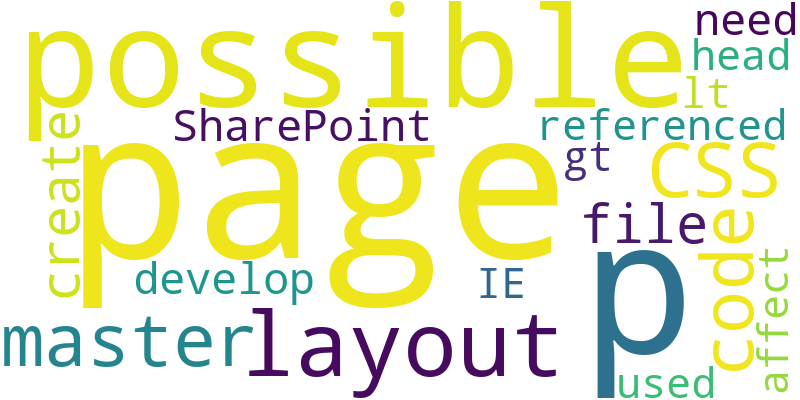 possible
need
head
lt
SharePoint
referenced
create
page
gt
CSS
file
p
code
affect
develop
IE
master
layout
used